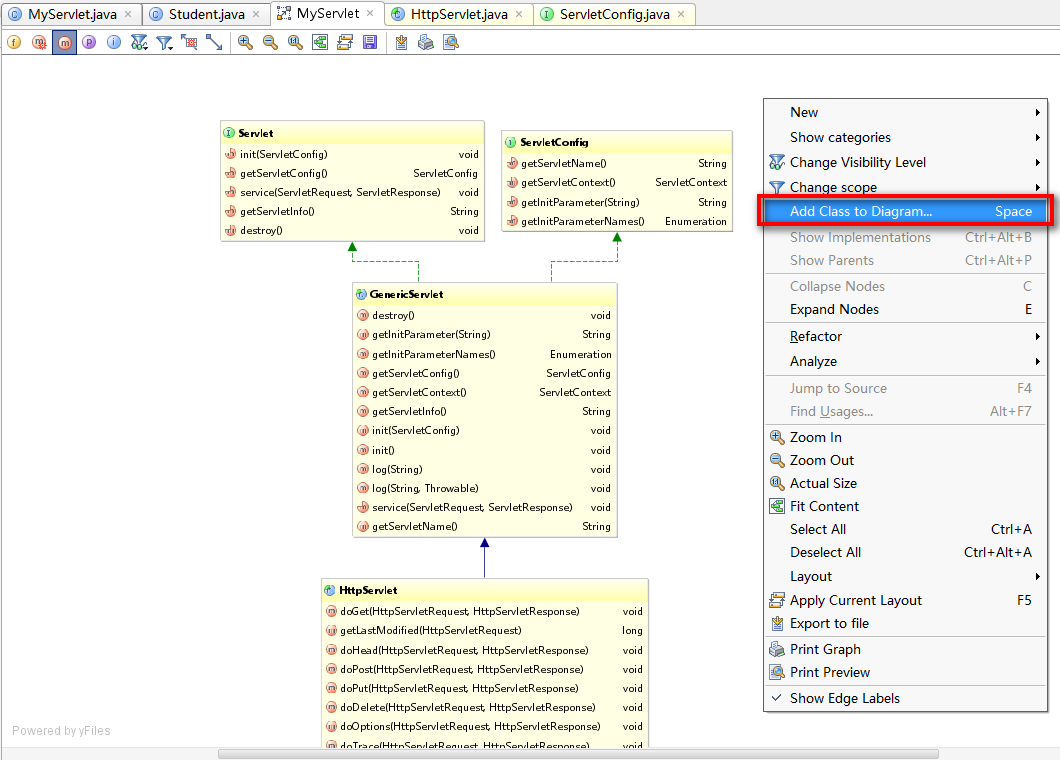 MyServlet.java × Student.java × MyServlet × HttpServlet.java × ServletConfig.java ×
Servlet
init(ServletConfig) void
getServletConfig() ServletConfig
service(ServletRequest, ServletResponse) void
getServletInfo() String
destroy() void
ServletConfig
getServletName() String
getServletContext() ServletContext
getInitParameter(String) String
getInitParameterNames() Enumeration
GenericServlet
destroy() void
getInitParameter(String) String
getInitParameterNames() Enumeration
getServletConfig() ServletConfig
getServletContext() ServletContext
getServletInfo() String
init(ServletConfig) void
init() void
log(String) void
log(String, Throwable) void
service(ServletRequest, ServletResponse) void
getServletName() String
HttpServlet
doGet(HttpServletRequest, HttpServletResponse) void
getLastModified(HttpServletRequest) long
doHead(HttpServletRequest, HttpServletResponse) void
doPost(HttpServletRequest, HttpServletResponse) void
doPut(HttpServletRequest, HttpServletResponse) void
doDelete(HttpServletRequest, HttpServletResponse) void
doOptions(HttpServletRequest, HttpServletResponse) void
doTrace(HttpServletRequest, HttpServletResponse) void
New
Show categories
Change Visibility Level
Change scope
Add Class to Diagram... Space
Show Implementations Ctrl+Alt+B
Show Parents Ctrl+Alt+P
Collapse Nodes C
Expand Nodes E
Refactor
Analyze
Jump to Source F4
Find Usages... Alt+F7
Zoom In
Zoom Out
Actual Size
Fit Content
Select All Ctrl+A
Deselect All Ctrl+Alt+A
Layout
Apply Current Layout F5
Export to file
Print Graph
Print Preview
Show Edge Labels
Powered by yFiles